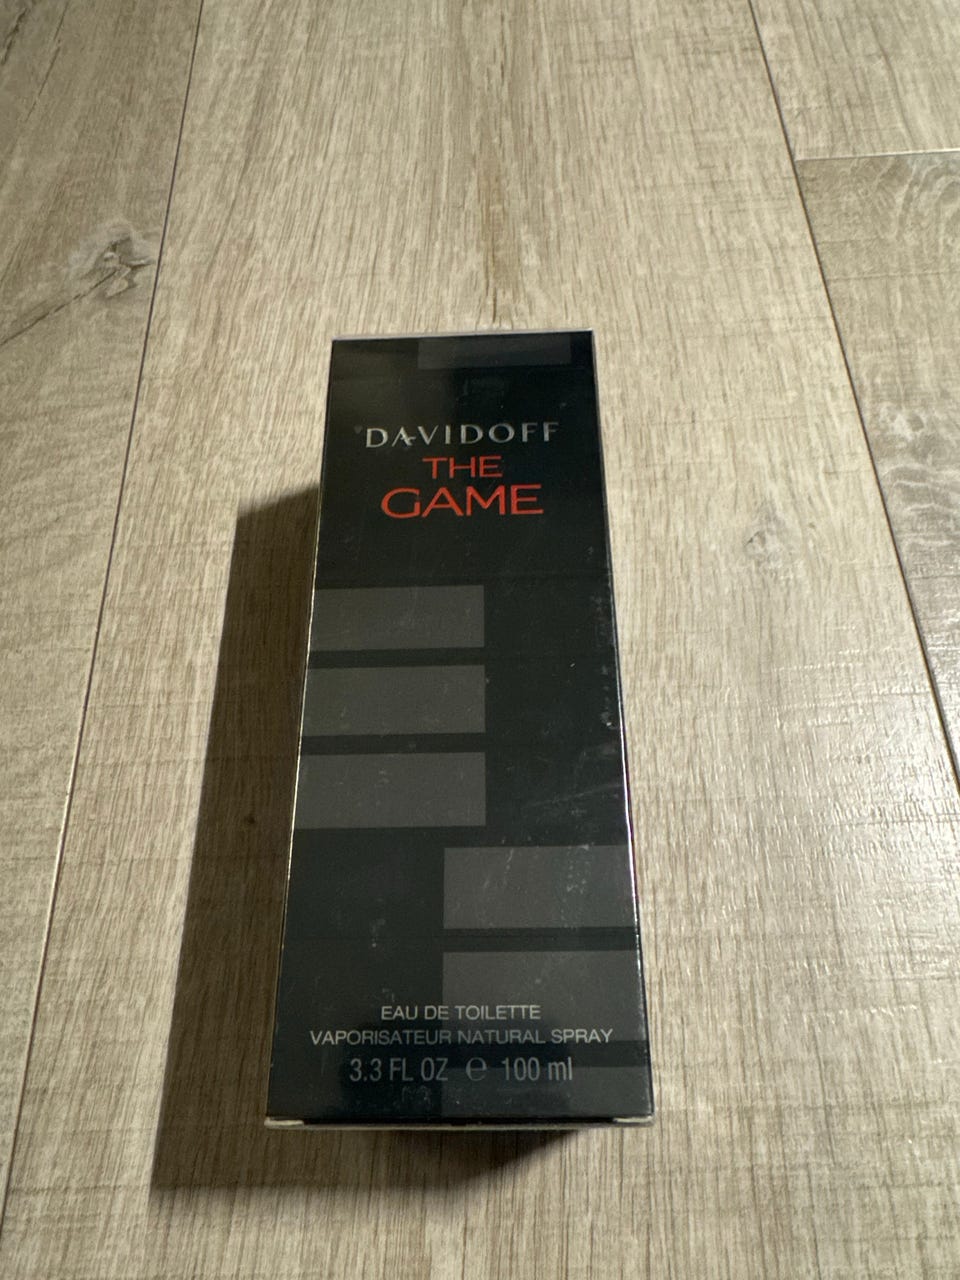 DAVIDOFF
THE
GAME
EAU DE TOILETTE
VAPORISATEUR NATURAL SPRAY
3.3 FL OZ ℮ 100 ml